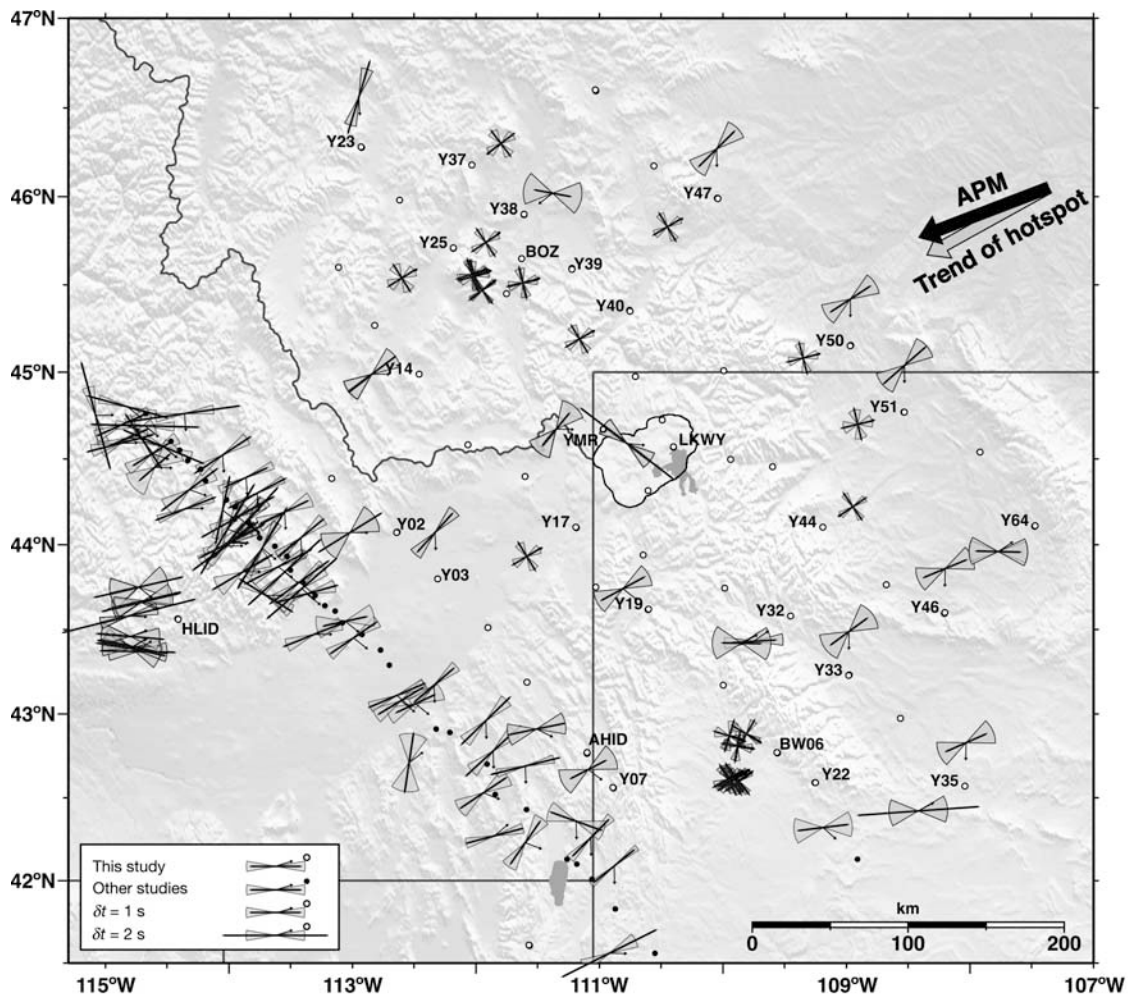 47°N
Y23
Y37
Y47
46°N
Y38
APM
Y25
BOZ
Y39
Trend of hotspot
Y40
Y50
45°N
Y14
Y51
YMR
LKWY
44°N
Y02
Y17
Y44
Y64
Y03
Y19
Y32
Y46
HLID
Y33
43°N
AHID
BW06
Y07
Y22
Y35
42°N
This study
Other studies
δt = 1 s
δt = 2 s
km
0 100 200
115°W 113°W 111°W 109°W 107°W